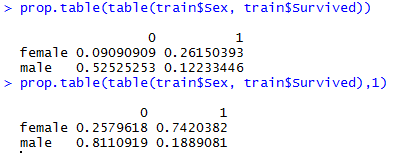 > prop.table(table(train$Sex, train$Survived))
0 1
female 0.09090909 0.26150393
male 0.52525253 0.12233446
> prop.table(table(train$Sex, train$Survived),1)
0 1
female 0.2579618 0.7420382
male 0.8110919 0.1889081